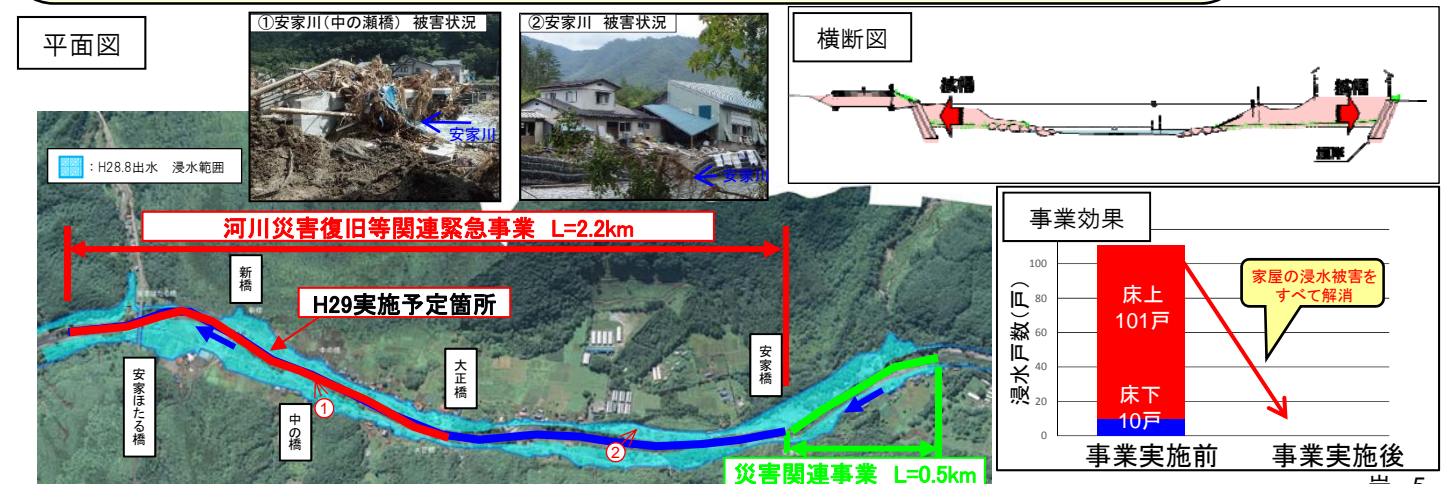 平面図
①安家川(中の瀬橋) 被害状況
安家川
②安家川 被害状況
安家川
横断図
拡幅
拡幅
護岸
：H28.8出水　浸水範囲
河川災害復旧等関連緊急事業 L=2.2km
新橋
H29実施予定箇所
安家ほたる橋
中の橋
大正橋
安家橋
①
②
災害関連事業 L=0.5km
事業効果
浸水戸数(戸)
100
80
60
40
20
0
床上
101戸
床下
10戸
家屋の浸水被害を
すべて解消
事業実施前
事業実施後